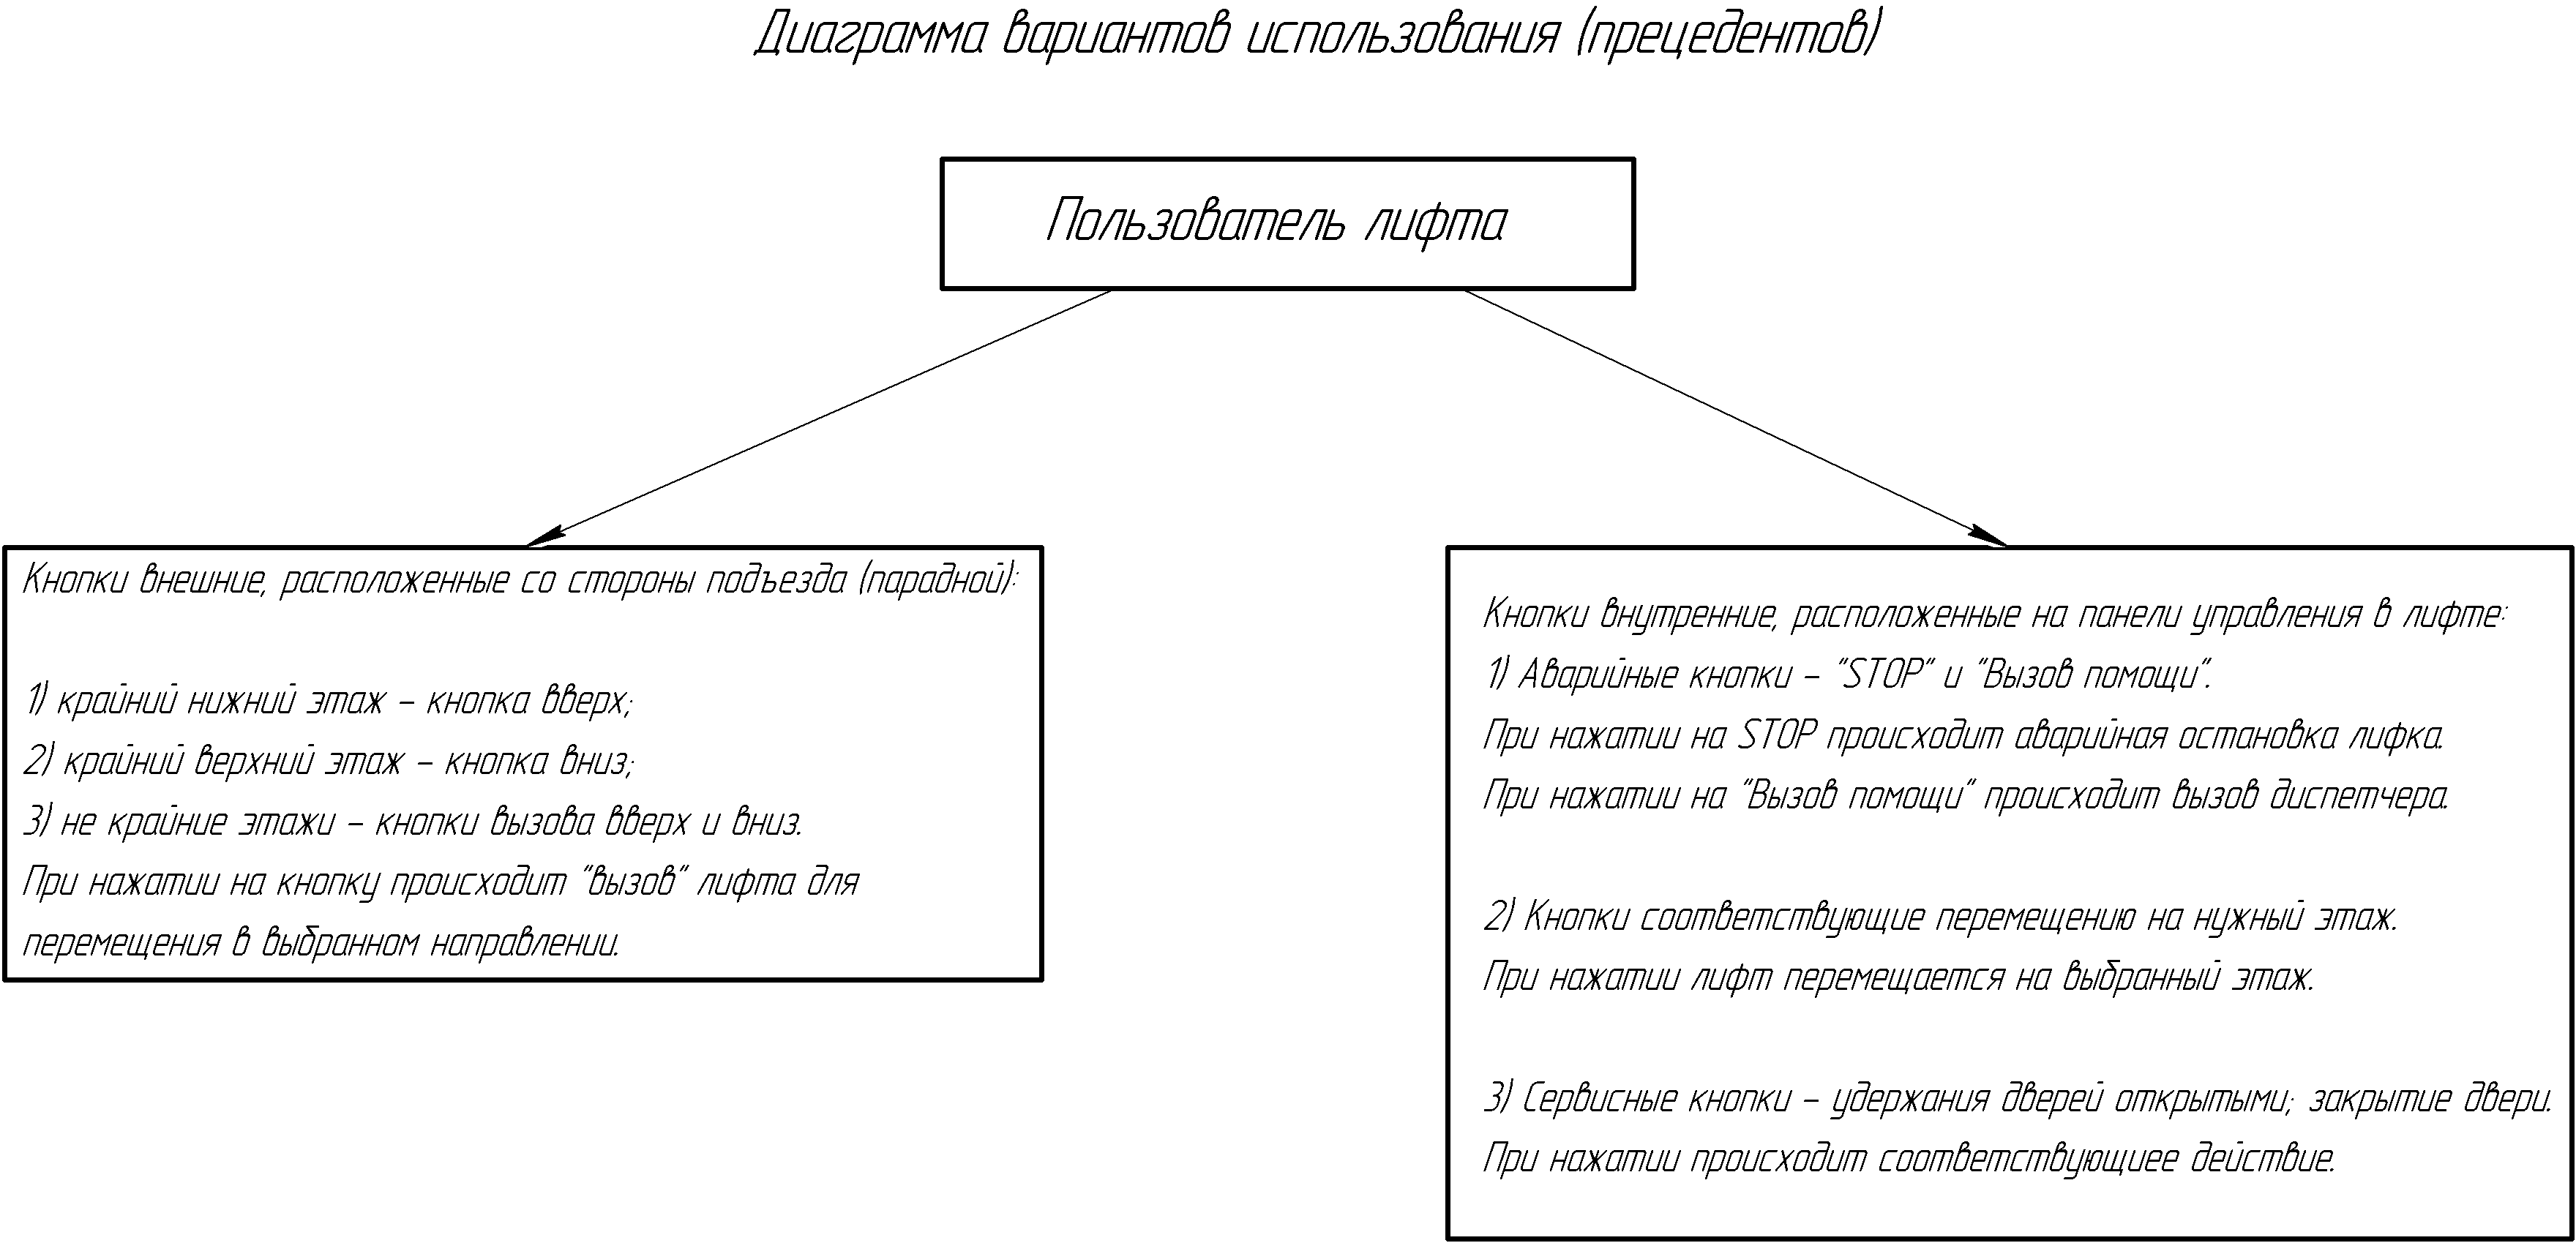 Диаграмма вариантов использования (прецедентов)
Пользователь лифта
Кнопки внешние, расположенные со стороны подъезда (парадной):
1) крайний нижний этаж – кнопка вверх;
2) крайний верхний этаж – кнопка вниз;
3) не крайние этажи – кнопки вызова вверх и вниз.
При нажатии на кнопку происходит "вызов" лифта для
перемещения в выбранном направлении.
Кнопки внутренние, расположенные на панели управления в лифте:
1) Аварийные кнопки – "STOP" и "Вызов помощи".
При нажатии на STOP происходит аварийная остановка лифка.
При нажатии на "Вызов помощи" происходит вызов диспетчера.
2) Кнопки соответствующие перемещению на нужный этаж.
При нажатии лифт перемещается на выбранный этаж.
3) Сервисные кнопки – удержания дверей открытыми; закрытие двери.
При нажатии происходит соответствующиее действие.